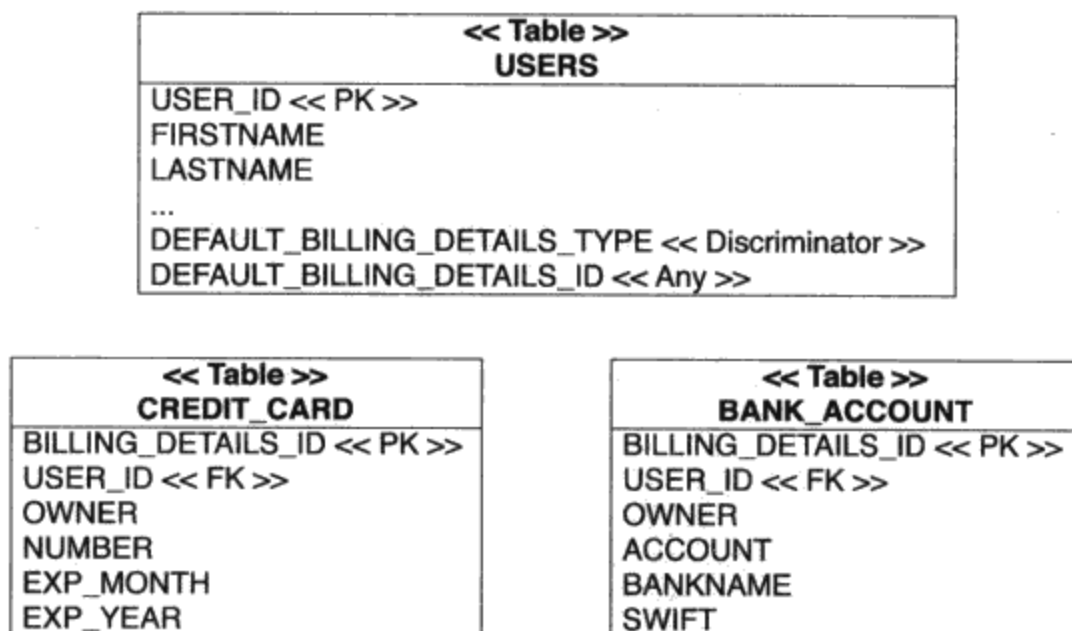 << Table >>
USERS
USER_ID << PK >>
FIRSTNAME
LASTNAME
...
DEFAULT_BILLING_DETAILS_TYPE << Discriminator >>
DEFAULT_BILLING_DETAILS_ID << Any >>
<< Table >>
CREDIT_CARD
BILLING_DETAILS_ID << PK >>
USER_ID << FK >>
OWNER
NUMBER
EXP_MONTH
EXP_YEAR
<< Table >>
BANK_ACCOUNT
BILLING_DETAILS_ID << PK >>
USER_ID << FK >>
OWNER
ACCOUNT
BANKNAME
SWIFT